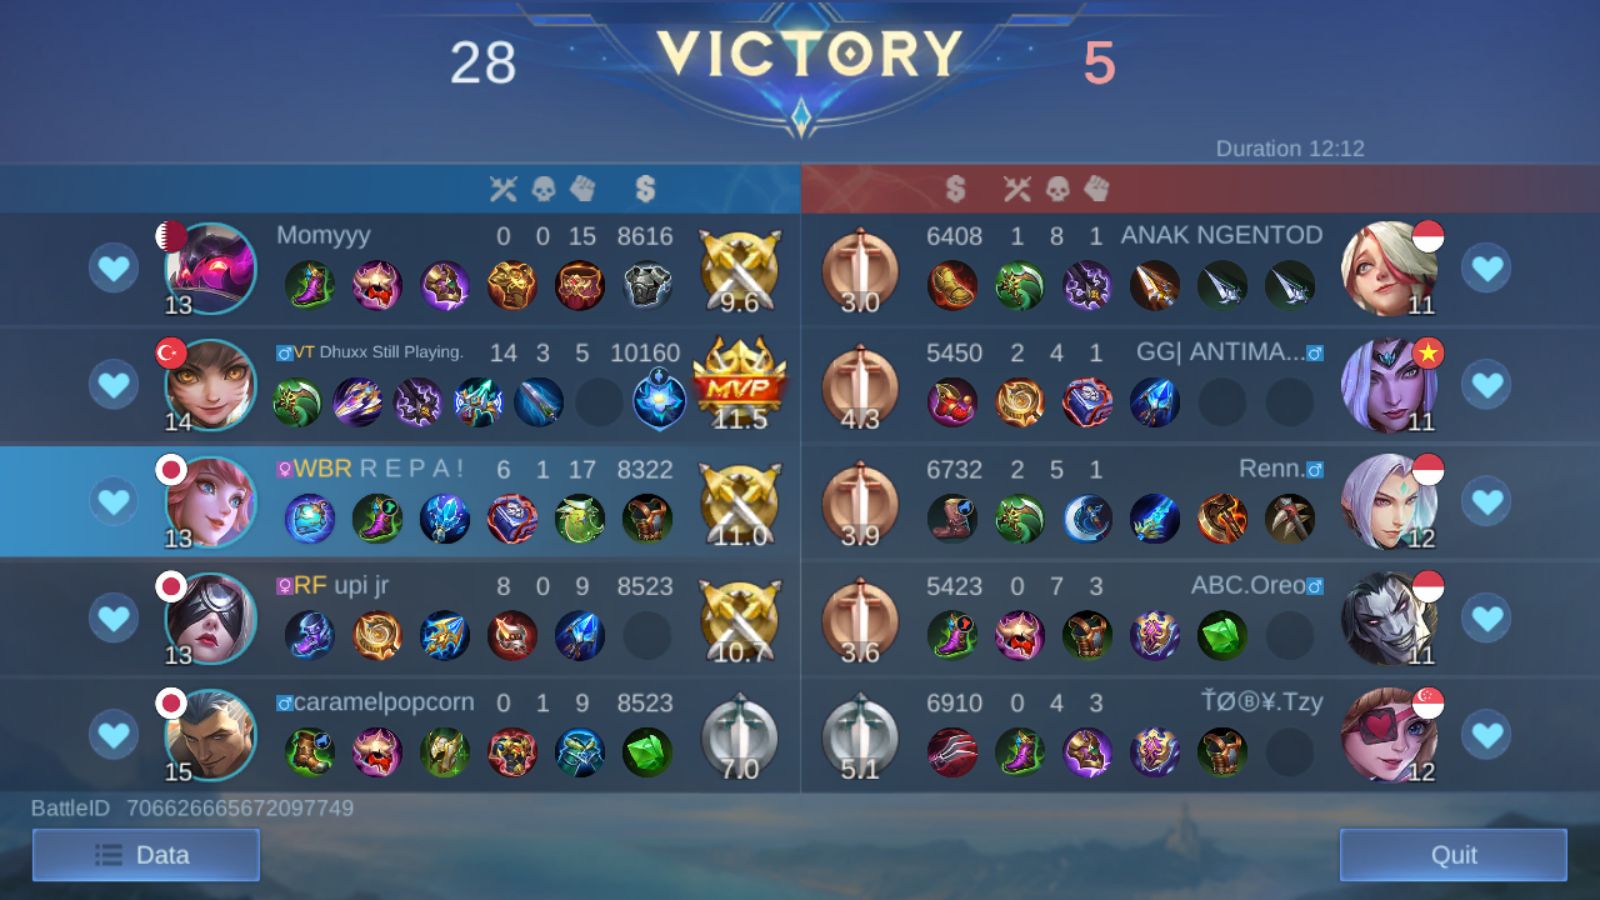 28 VICTORY 5
Duration 12:12
Momyyy 0 0 15 8616
13 9.6
6408 1 8 1 ANAK NGENTOD
3.0 11
VT Dhuxx Still Playing. 14 3 5 10160
14 MVP 11.5
5450 2 4 1 GG| ANTIMA...
4.3 11
WBR R E P A ! 6 1 17 8322
13 11.0
6732 2 5 1 Renn.
3.9 12
RF upi jr 8 0 9 8523
13 10.7
5423 0 7 3 ABC.Oreo
3.6 11
caramelpopcorn 0 1 9 8523
15 7.0
6910 0 4 3 ŤØⒷ¥.Tzy
5.1 12
BattleID 706626665672097749
Data
Quit